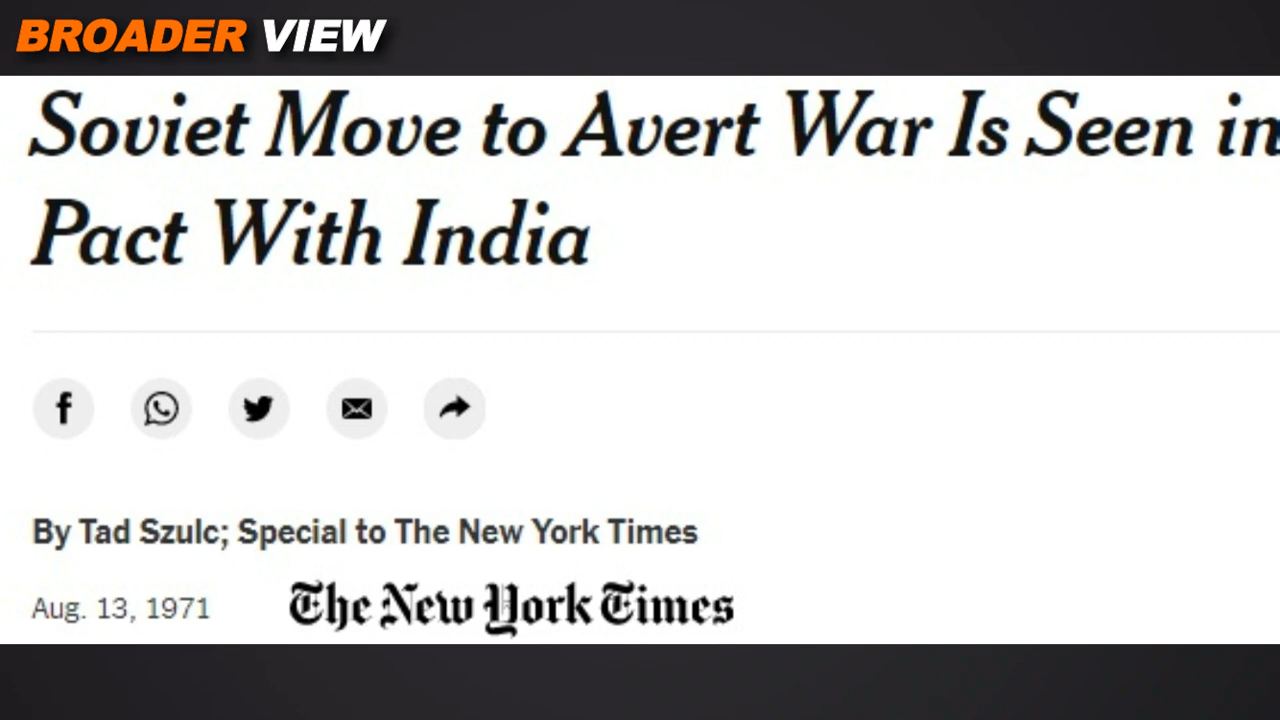 BROADER VIEW
Soviet Move to Avert War Is Seen in
Pact With India
By Tad Szulc; Special to The New York Times
Aug. 13, 1971 The New York Times